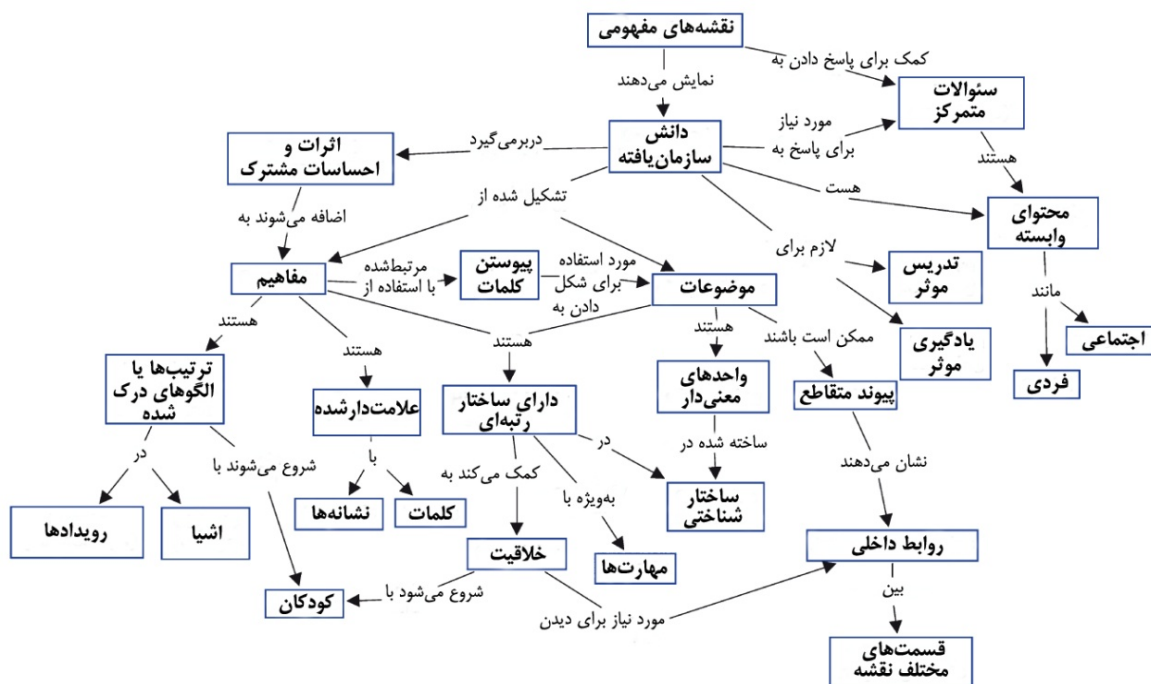 نقشه‌های مفهومی
کمک برای پاسخ دادن به
نمایش می‌دهند
سئوالات
متمرکز
دانش
سازمان‌یافته
مورد نیاز
برای پاسخ به
دربرمی‌گیرد
اثرات و
احساسات مشترک
هستند
هست
تشکیل شده از
محتوای
وابسته
اضافه می‌شوند به
لازم برای
مفاهیم
مرتبط‌شده
با استفاده از
پیوستن
کلمات
مورد استفاده
برای شکل
دادن به
موضوعات
تدریس
موثر
مانند
هستند
هستند
هستند
هستند
ممکن است باشند
یادگیری
موثر
اجتماعی
فردی
ترتیب‌ها یا
الگوهای درک
شده
علامت‌دارشده
دارای ساختار
رتبه‌ای
واحدهای
معنی‌دار
پیوند متقاطع
در
شروع می‌شوند با
با
کمک می‌کند به
در
به‌ویژه با
ساخته شده در
نشان می‌دهند
رویدادها
اشیا
نشانه‌ها
کلمات
ساختار
شناختی
خلاقیت
مهارت‌ها
روابط داخلی
کودکان
شروع می‌شود با
مورد نیاز برای دیدن
بین
قسمت‌های
مختلف نقشه